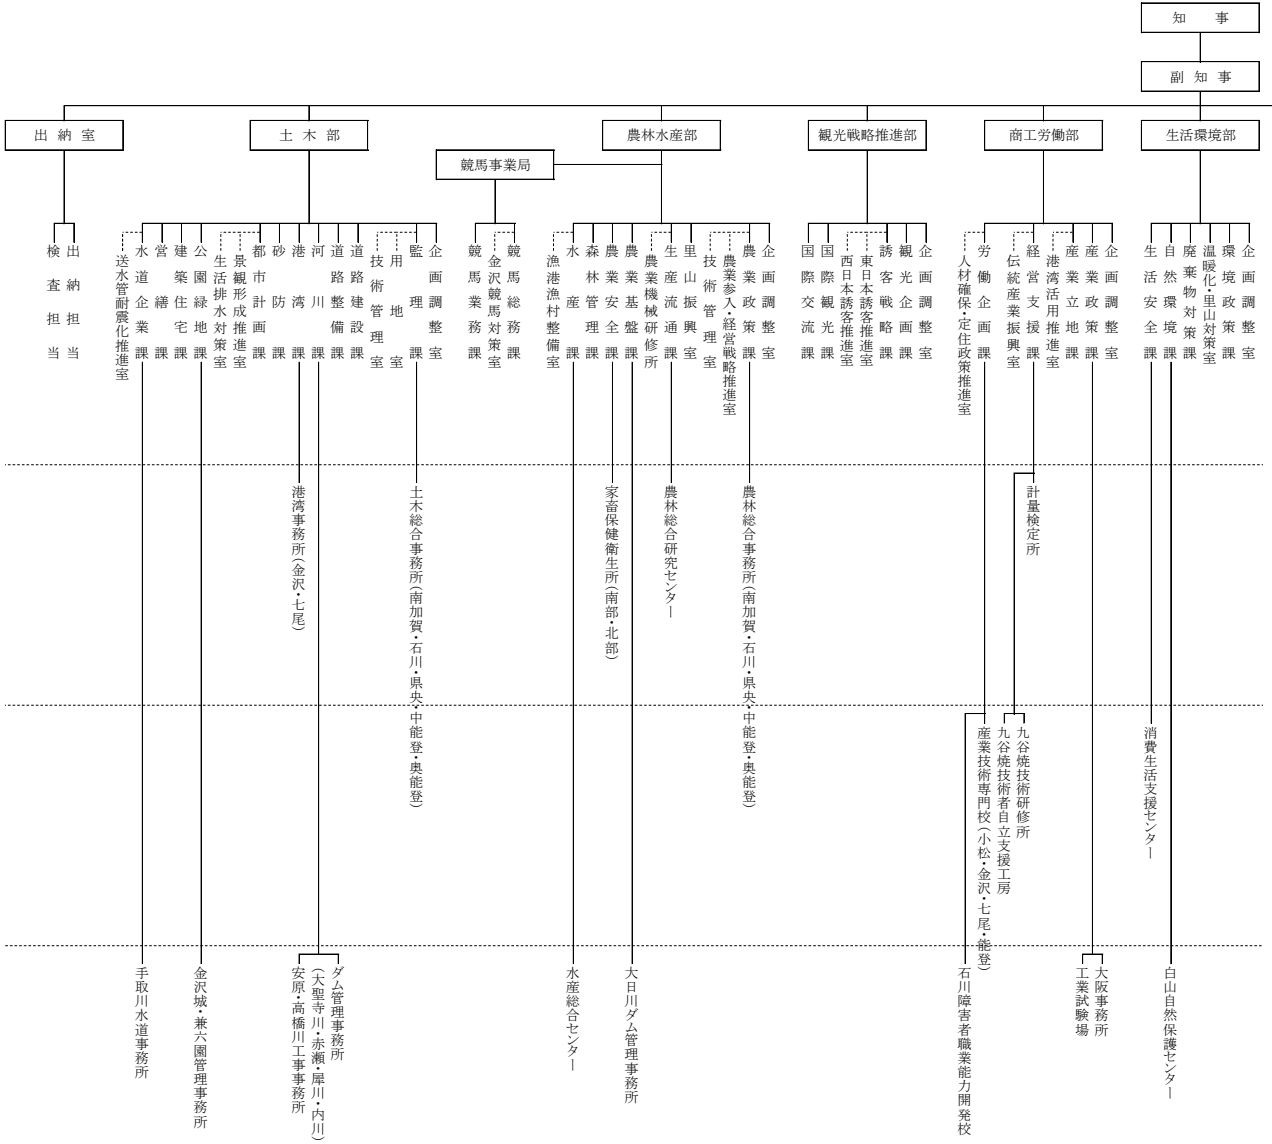 知事
副知事
生活環境部
商工労働部
観光戦略推進部
農林水産部
競馬事業局
土木部
出納室
企画調整室
環境政策課
温暖化・里山対策室
廃棄物対策課
自然環境課
生活安全課
企画調整室
産業政策課
産業立地課
港湾活用推進室
経営支援課
伝統産業振興室
労働企画課
人材確保・定住政策推進室
企画調整室
観光企画課
誘客戦略課
東日本誘客推進室
西日本誘客推進室
国際観光課
国際交流課
企画調整室
農業政策課
農業参入・経営戦略推進室
技術管理室
里山振興室
生産流通課
農業機械研修所
農業基盤課
農業安全課
森林管理課
水産課
漁港漁村整備室
競馬総務課
金沢競馬対策室
競馬業務課
企画調整室
監理課
用地室
技術管理室
道路建設課
道路整備課
河川課
港湾課
砂防課
都市計画課
景観形成推進室
生活排水対策室
公園緑地課
建築住宅課
営繕課
水道企業課
送水管耐震化推進室
出納担当
検査担当
計量検定所
農林総合事務所(南加賀・石川・県央・中能登・奥能登)
農林総合研究センター
家畜保健衛生所(南部・北部)
土木総合事務所(南加賀・石川・県央・中能登・奥能登)
港湾事務所(金沢・七尾)
消費生活支援センター
九谷焼技術研修所
九谷焼技術者自立支援工房
産業技術専門校(小松・金沢・七尾・能登)
白山自然保護センター
大阪事務所
工業試験場
石川障害者職業能力開発校
大日川ダム管理事務所
水産総合センター
ダム管理事務所
(大聖寺川・赤瀬・犀川・内川)
安原・高橋川工事事務所
金沢城・兼六園管理事務所
手取川水道事務所